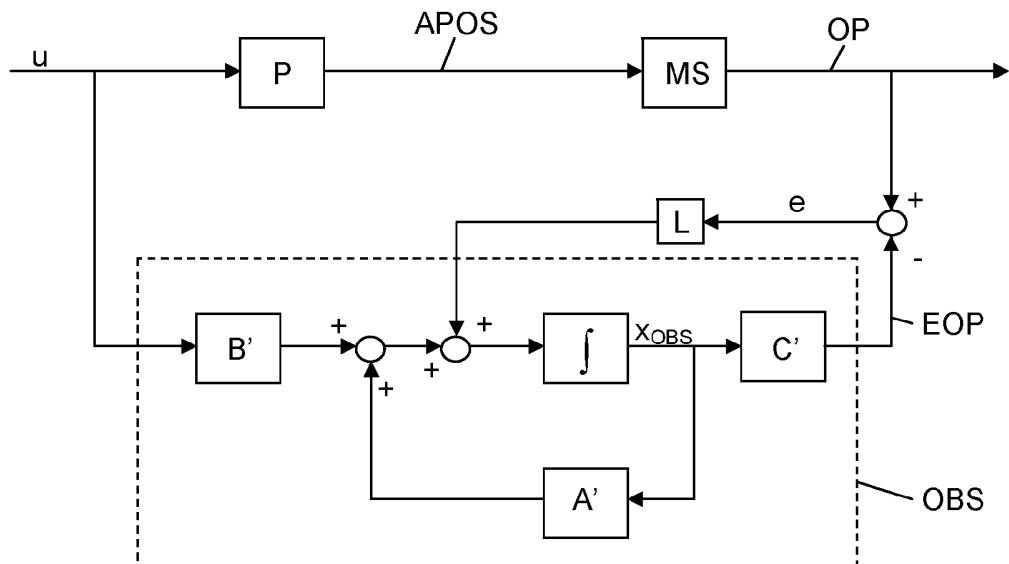 APOS
OP
u
P
MS
e
+
L
-
B’
+
+
+
+
∫
xOBS
C’
EOP
A’
OBS